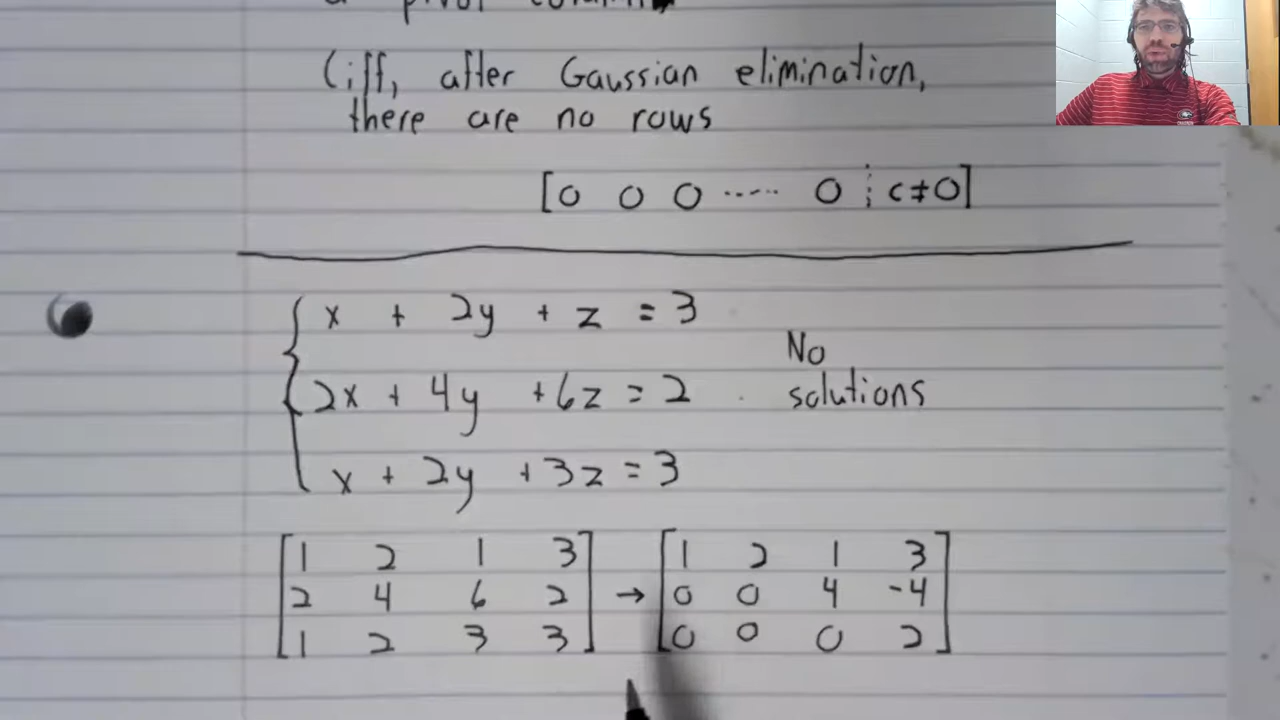 a pivot column.
(iff, after Gaussian elimination,
there are no rows
[0 0 0 ····· 0 ⋮ c≠0]
x + 2y + z = 3
No
2x + 4y + 6z = 2
solutions
x + 2y + 3z = 3
[1 2 1 3 [1 2 1 3
2 4 6 2 → 0 0 4 -4
1 2 3 3] 0 0 0 2]